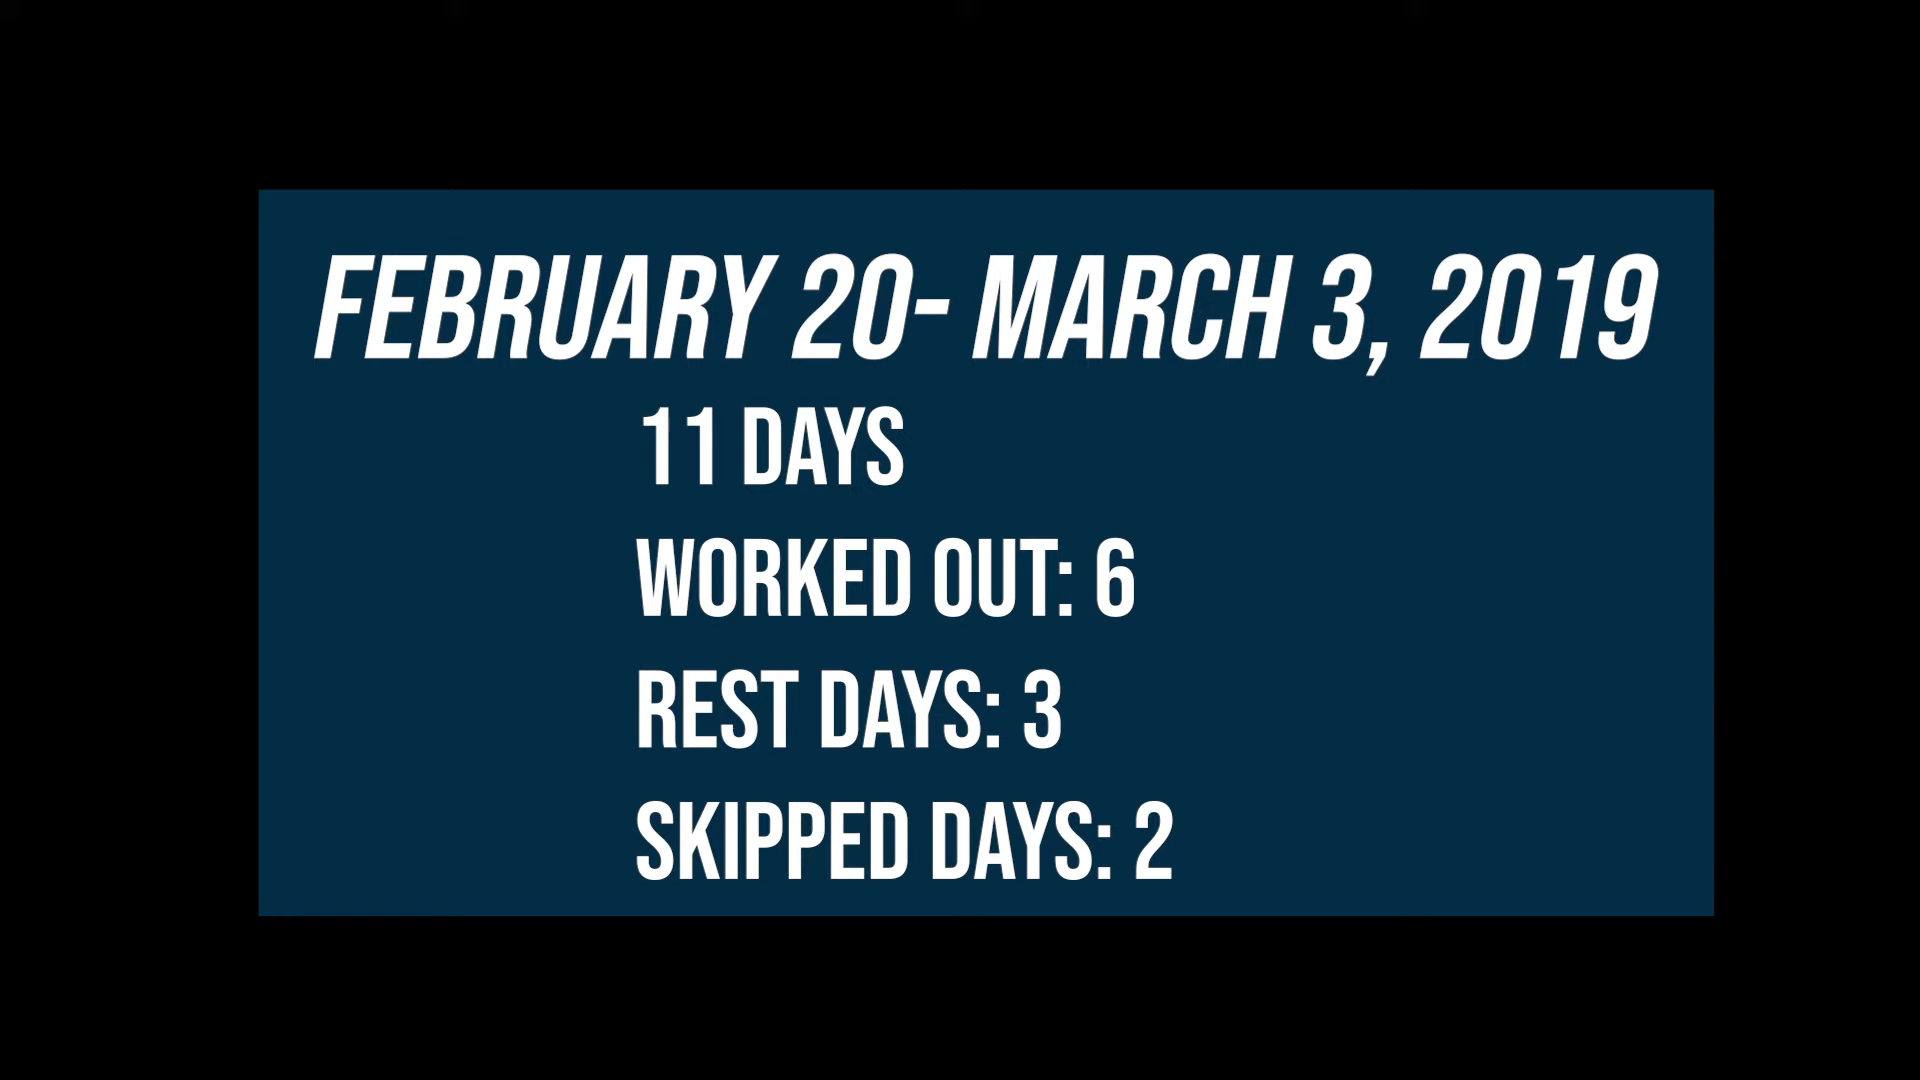 FEBRUARY 20- MARCH 3, 2019
11 DAYS
WORKED OUT: 6
REST DAYS: 3
SKIPPED DAYS: 2